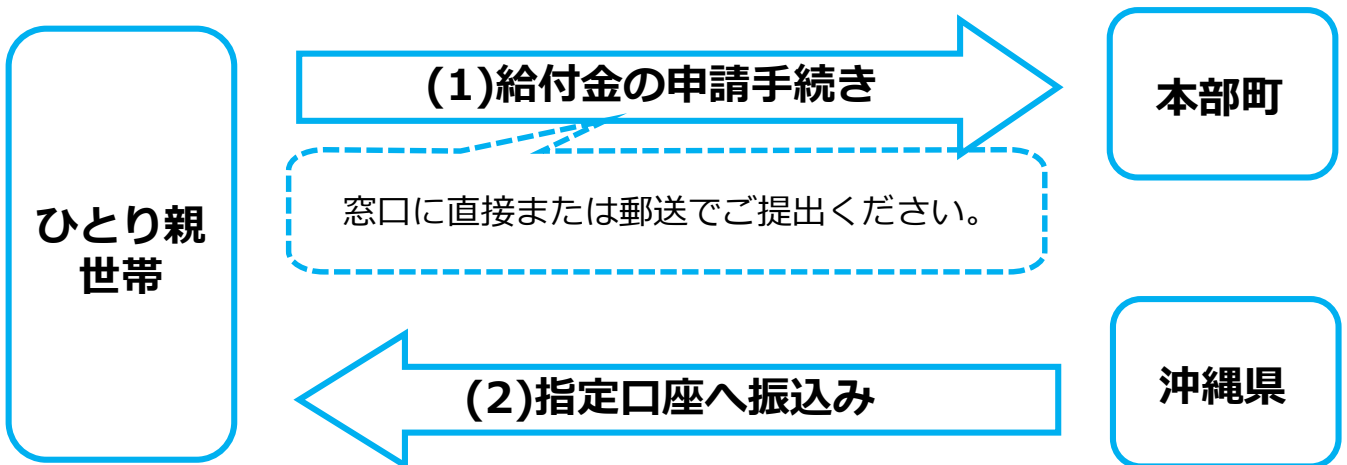 (1)給付金の申請手続き
本部町
窓口に直接または郵送でご提出ください。
ひとり親
世帯
(2)指定口座へ振込み
沖縄県